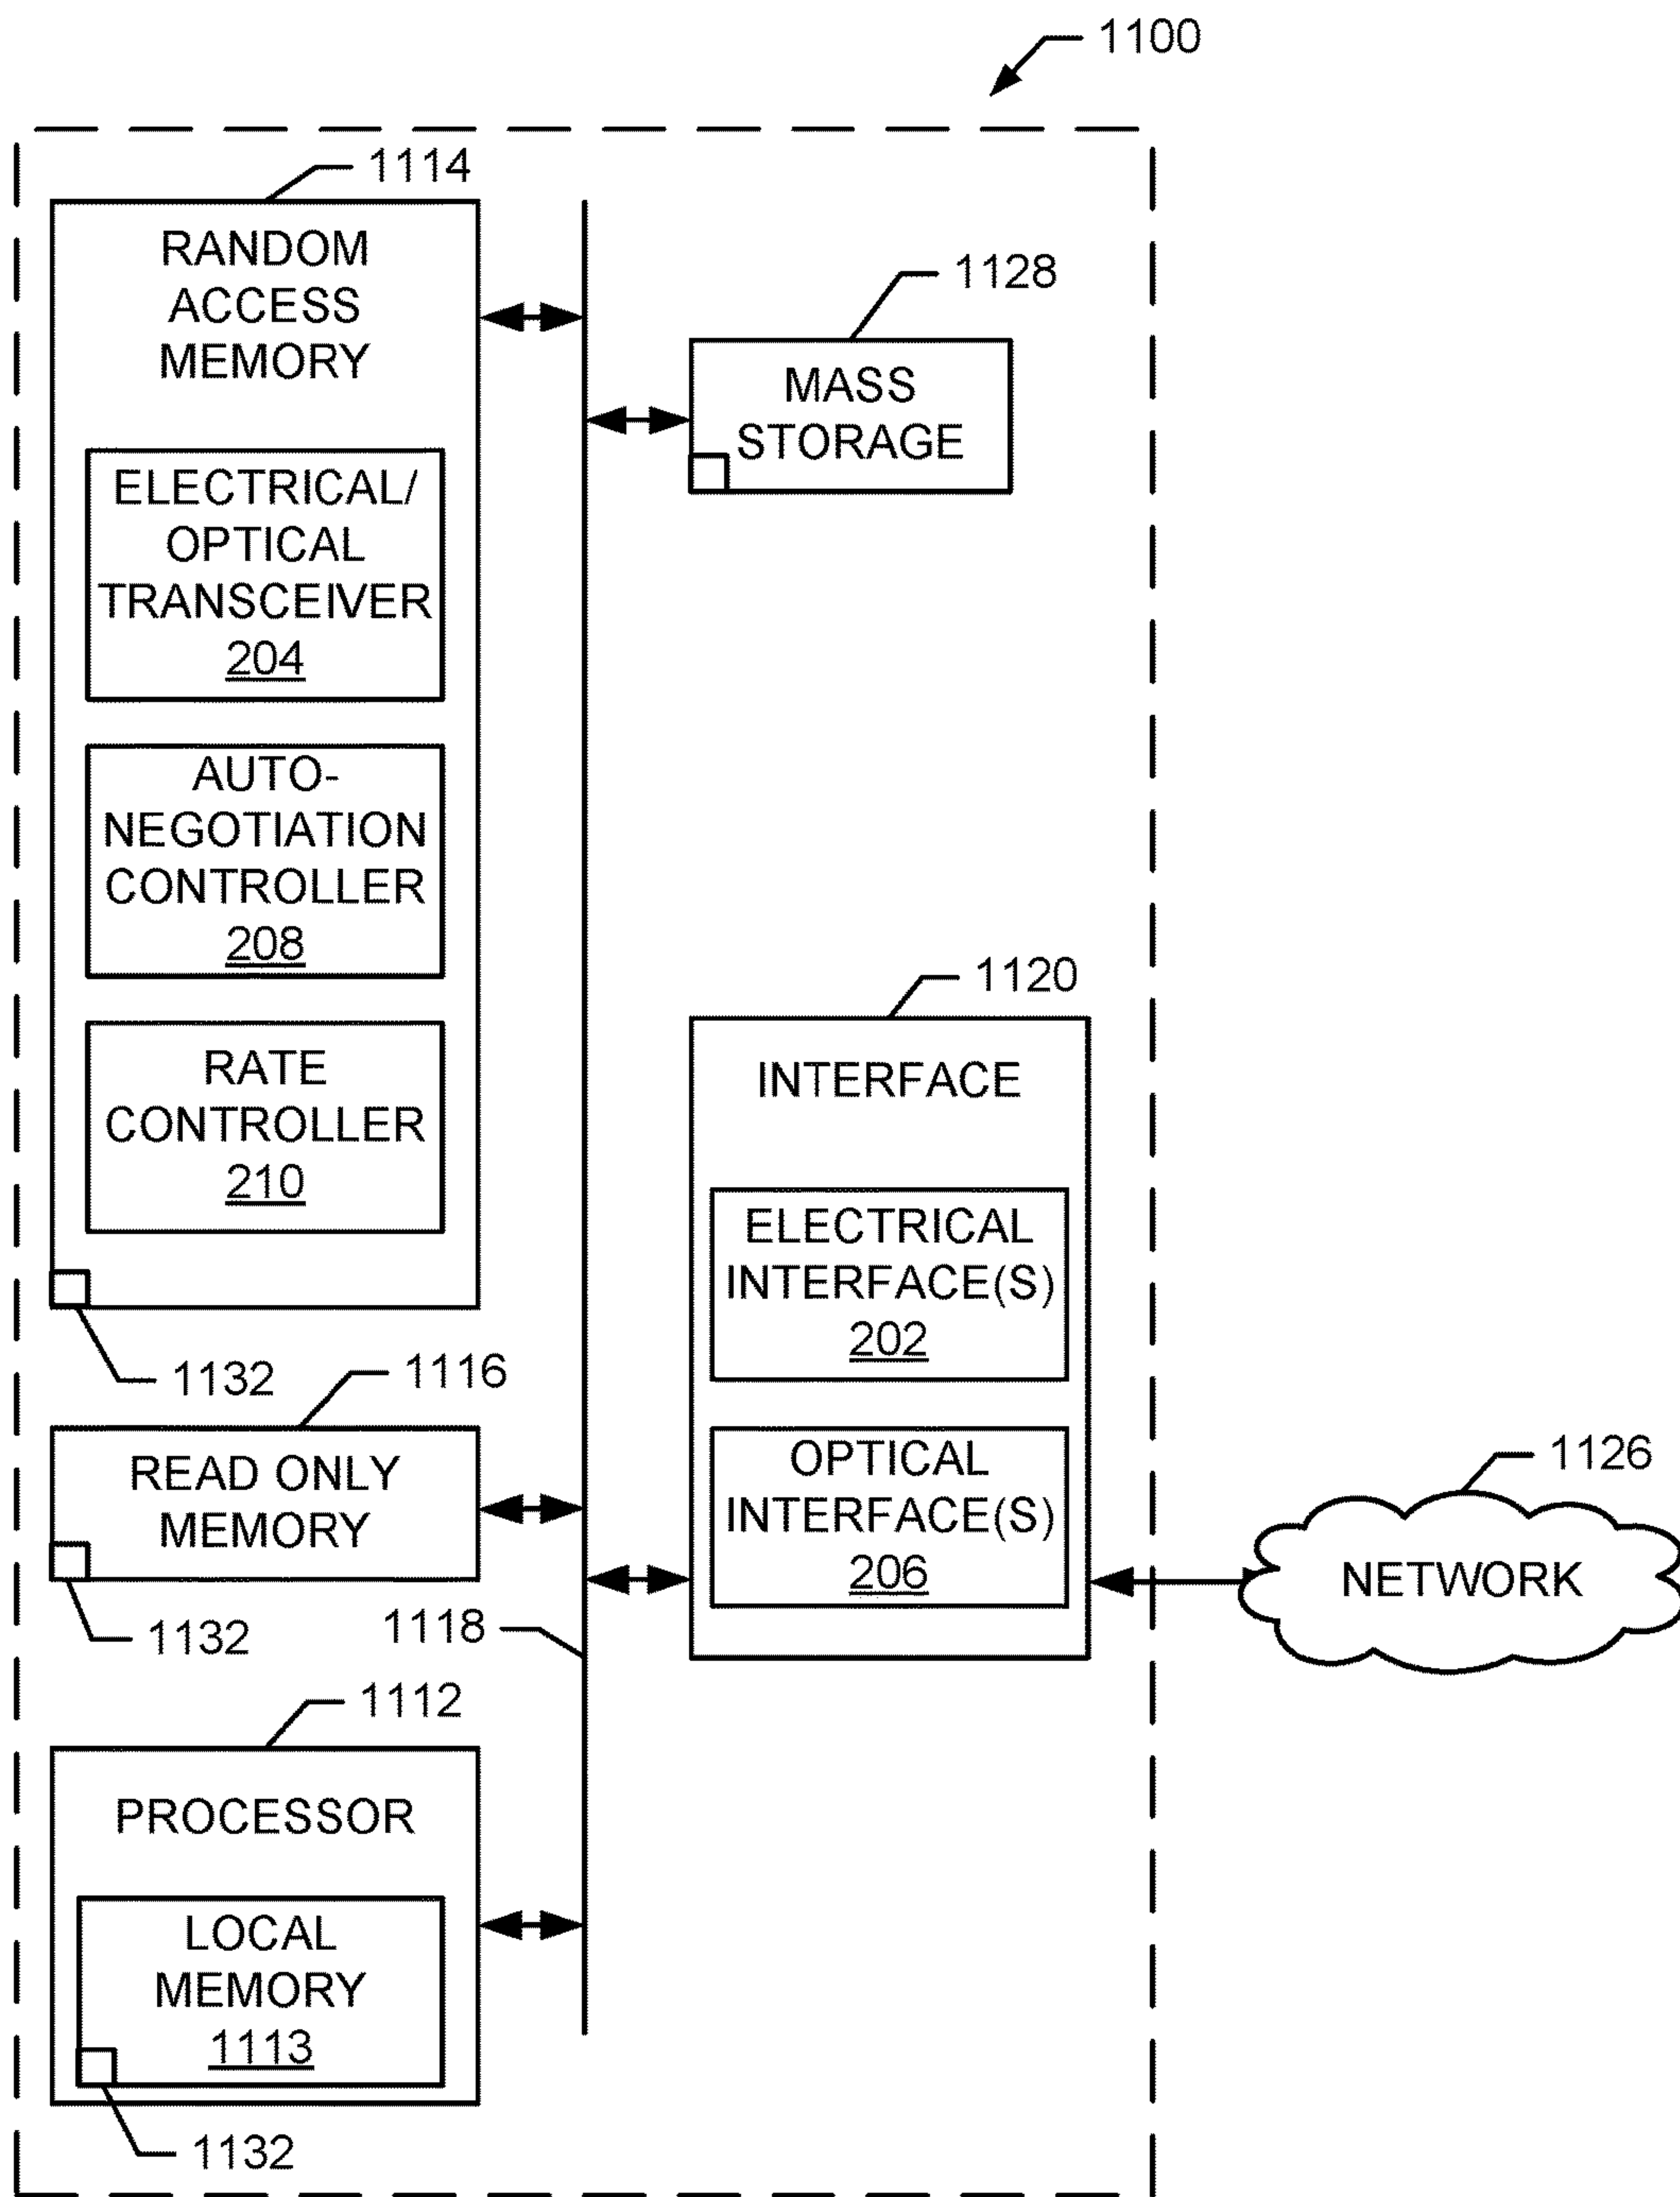 1100
1114
RANDOM
ACCESS
MEMORY
ELECTRICAL/
OPTICAL
TRANSCEIVER
204
AUTO-
NEGOTIATION
CONTROLLER
208
RATE
CONTROLLER
210
1132
1128
MASS
STORAGE
1120
INTERFACE
ELECTRICAL
INTERFACE(S)
202
OPTICAL
INTERFACE(S)
206
1116
READ ONLY
MEMORY
1132
1118
1126
NETWORK
1112
PROCESSOR
LOCAL
MEMORY
1113
1132